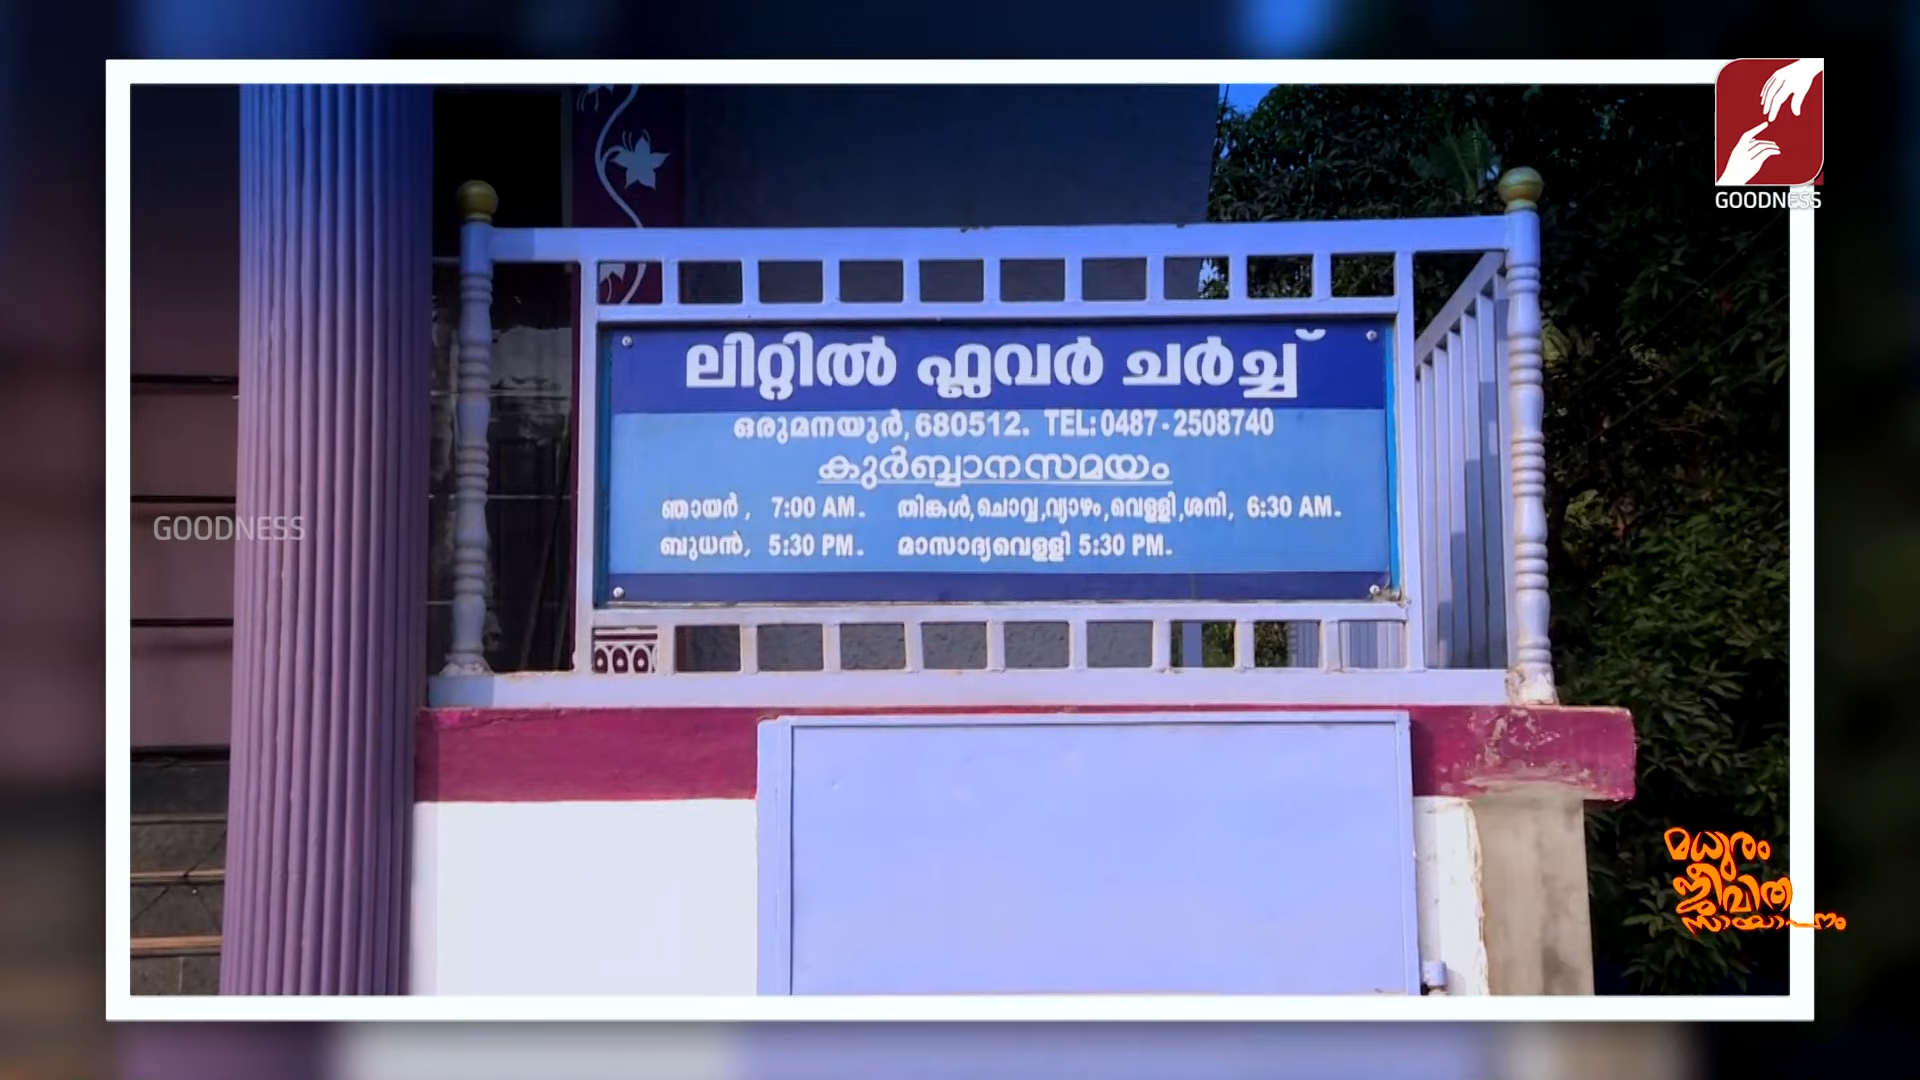 GOODNESS
ലിറ്റിൽ ഫ്ലവർ ചർച്ച്
ഒരുമനയൂർ, 680512. TEL: 0487 - 2508740
കുർബ്ബാനസമയം
ഞായർ, 7:00 AM. തിങ്കൾ,ചൊവ്വ,വ്യാഴം,വെള്ളി,ശനി, 6:30 AM.
ബുധൻ, 5:30 PM. മാസാദ്യവെള്ളി 5:30 PM.
GOODNESS
മധുരം
ജീവിത
സായാഹ്നം